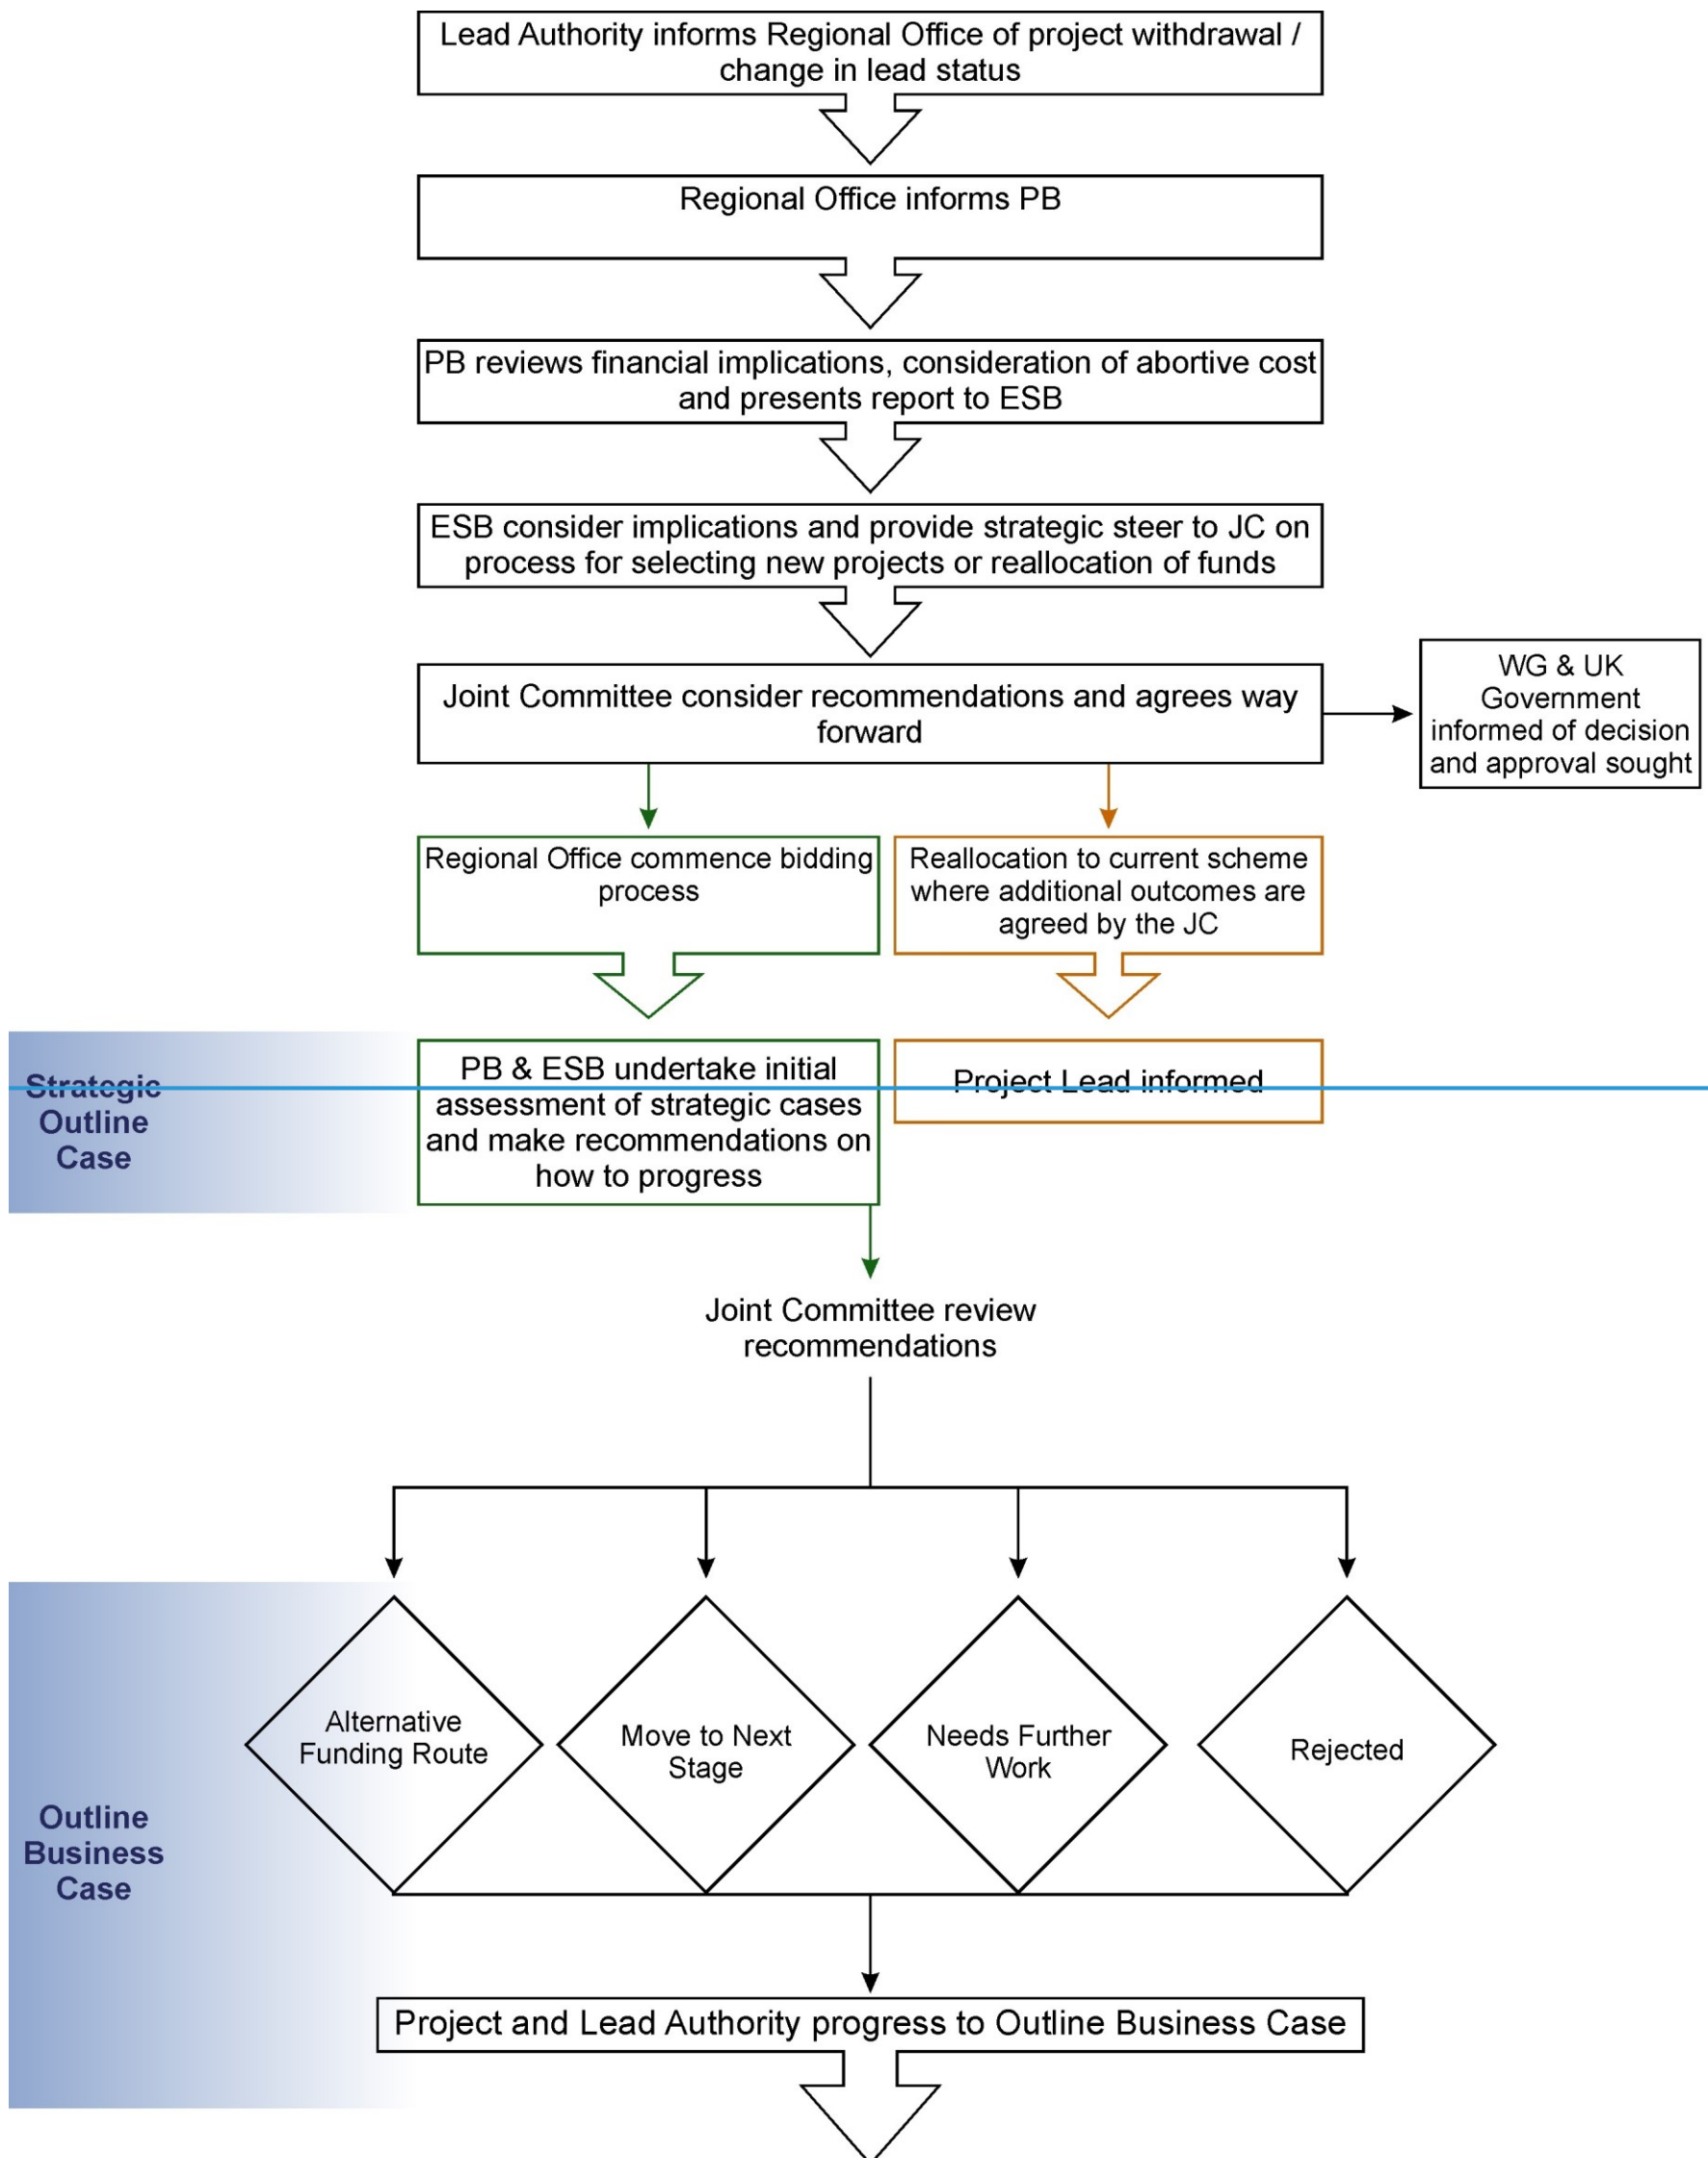 Lead Authority informs Regional Office of project withdrawal /
change in lead status
Regional Office informs PB
PB reviews financial implications, consideration of abortive cost
and presents report to ESB
ESB consider implications and provide strategic steer to JC on
process for selecting new projects or reallocation of funds
Joint Committee consider recommendations and agrees way
forward
WG & UK
Government
informed of decision
and approval sought
Regional Office commence bidding
process
Reallocation to current scheme
where additional outcomes are
agreed by the JC
Strategic
Outline
Case
PB & ESB undertake initial
assessment of strategic cases
and make recommendations on
how to progress
Project Lead informed
Joint Committee review
recommendations
Alternative
Funding Route
Move to Next
Stage
Needs Further
Work
Rejected
Outline
Business
Case
Project and Lead Authority progress to Outline Business Case